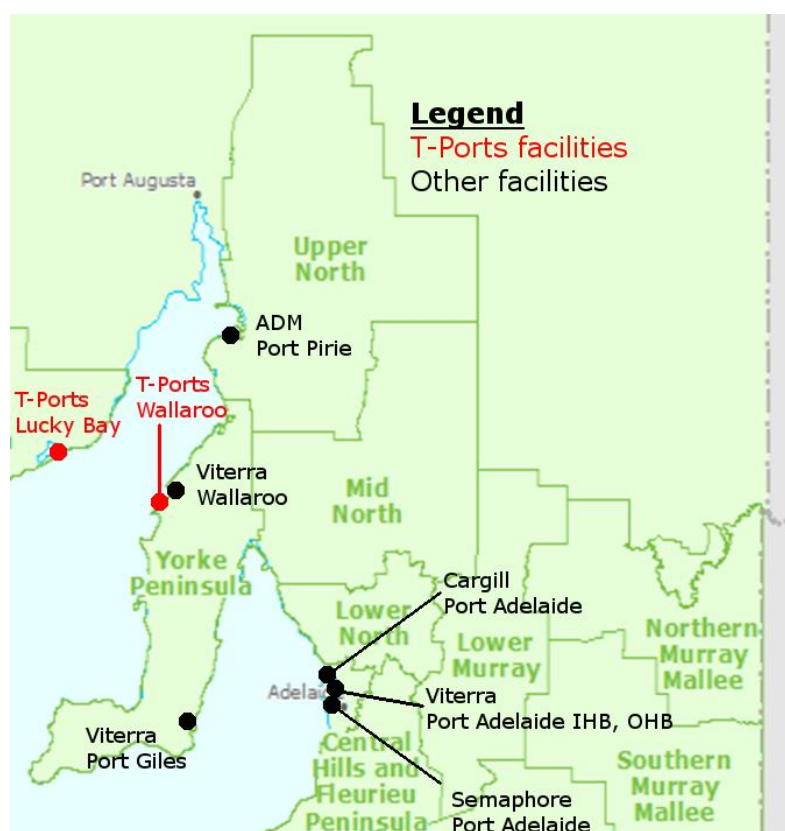 Legend
T-Ports facilities
Other facilities
Port Augusta
Upper
North
ADM
Port Pirie
T-Ports
Lucky Bay
T-Ports
Wallaroo
Viterra
Wallaroo
Mid
North
Yorke
Peninsula
Cargill
Port Adelaide
Lower
North
Lower
Murray
Northern
Murray
Mallee
Viterra
Port Adelaide IHB, OHB
Viterra
Port Giles
Central
Hills and
Fleurieu
Peninsula
Southern
Murray
Mallee
Semaphore
Port Adelaide